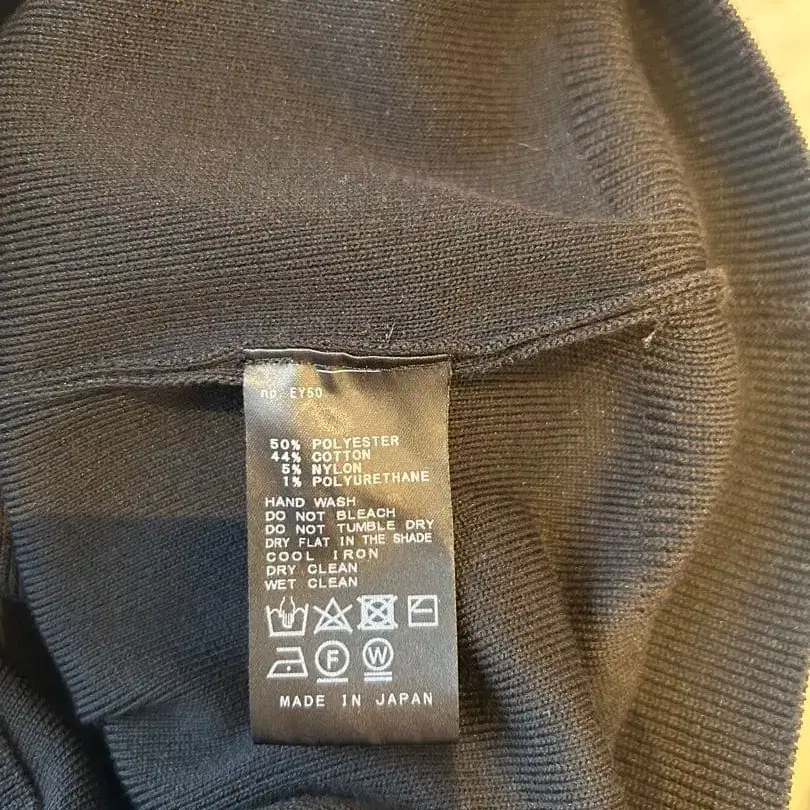 no. EY50
50% POLYESTER
44% COTTON
5% NYLON
1% POLYURETHANE
HAND WASH
DO NOT BLEACH
DO NOT TUMBLE DRY
DRY FLAT IN THE SHADE
COOL IRON
DRY CLEAN
WET CLEAN
F W
MADE IN JAPAN